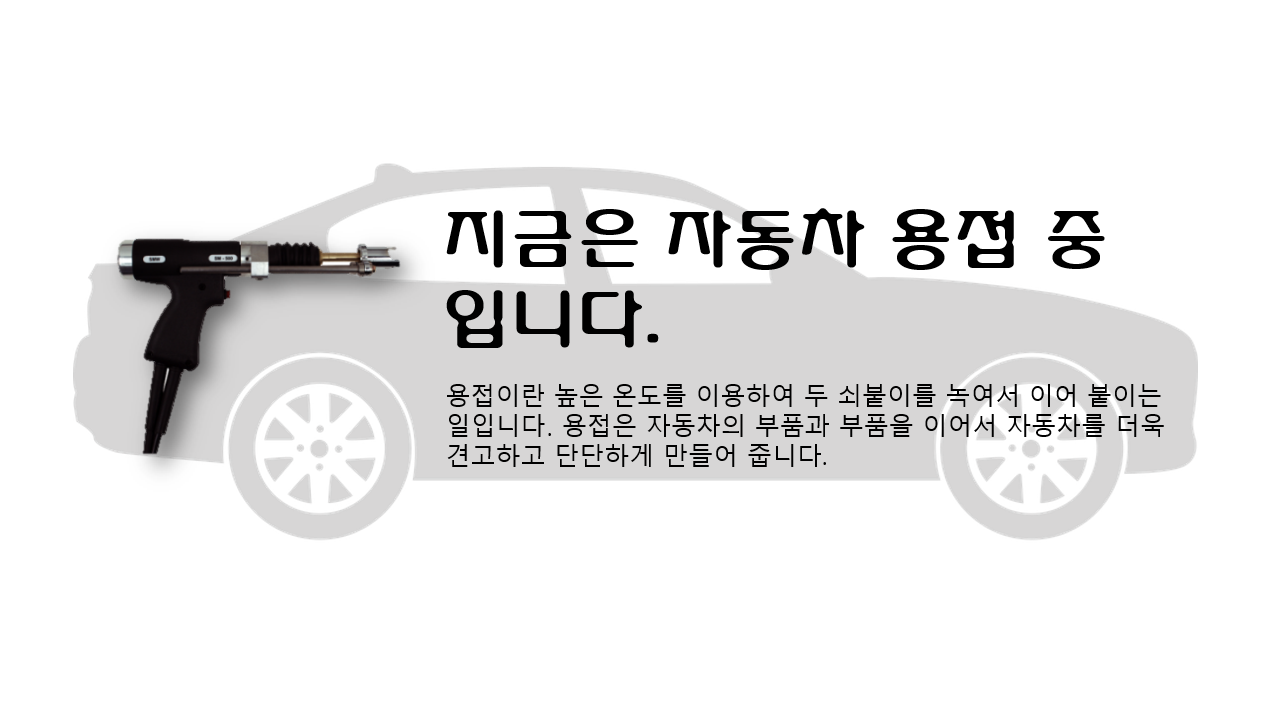 지금은 자동차 용접 중
입니다.
용접이란 높은 온도를 이용하여 두 쇠붙이를 녹여서 이어 붙이는
일입니다. 용접은 자동차의 부품과 부품을 이어서 자동차를 더욱
견고하고 단단하게 만들어 줍니다.